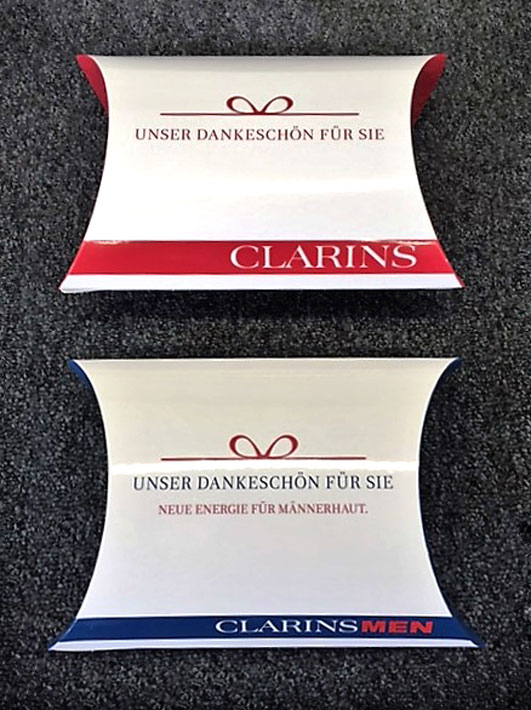 UNSER DANKESCHÖN FÜR SIE
CLARINS
UNSER DANKESCHÖN FÜR SIE
NEUE ENERGIE FÜR MÄNNERHAUT.
CLARINSMEN